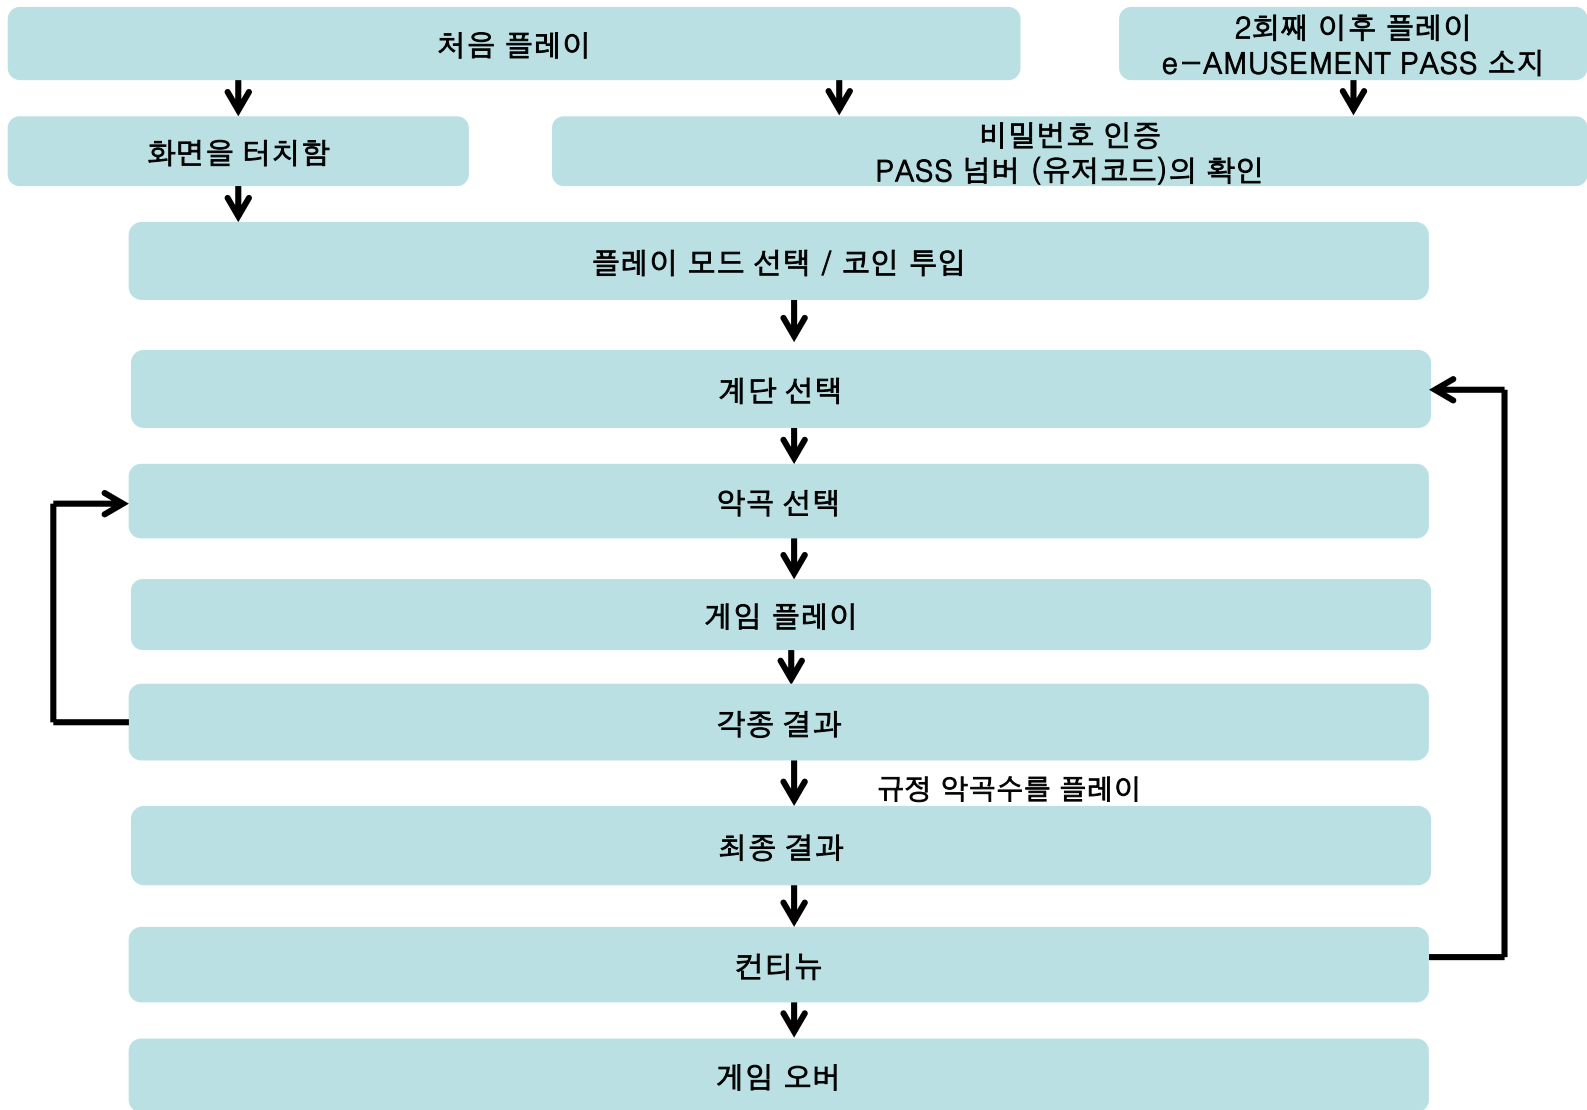 처음 플레이
2회째 이후 플레이
e-AMUSEMENT PASS 소지
화면을 터치함
비밀번호 인증
PASS 넘버 (유저코드)의 확인
플레이 모드 선택 / 코인 투입
계단 선택
악곡 선택
게임 플레이
각종 결과
규정 악곡수를 플레이
최종 결과
컨티뉴
게임 오버